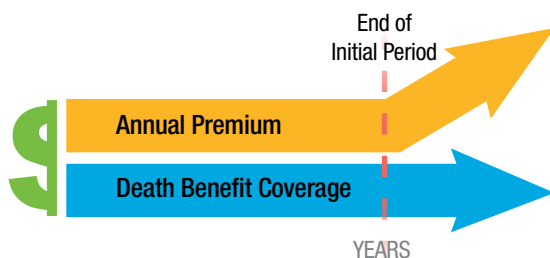 End of
Initial Period
$
Annual Premium
Death Benefit Coverage
YEARS